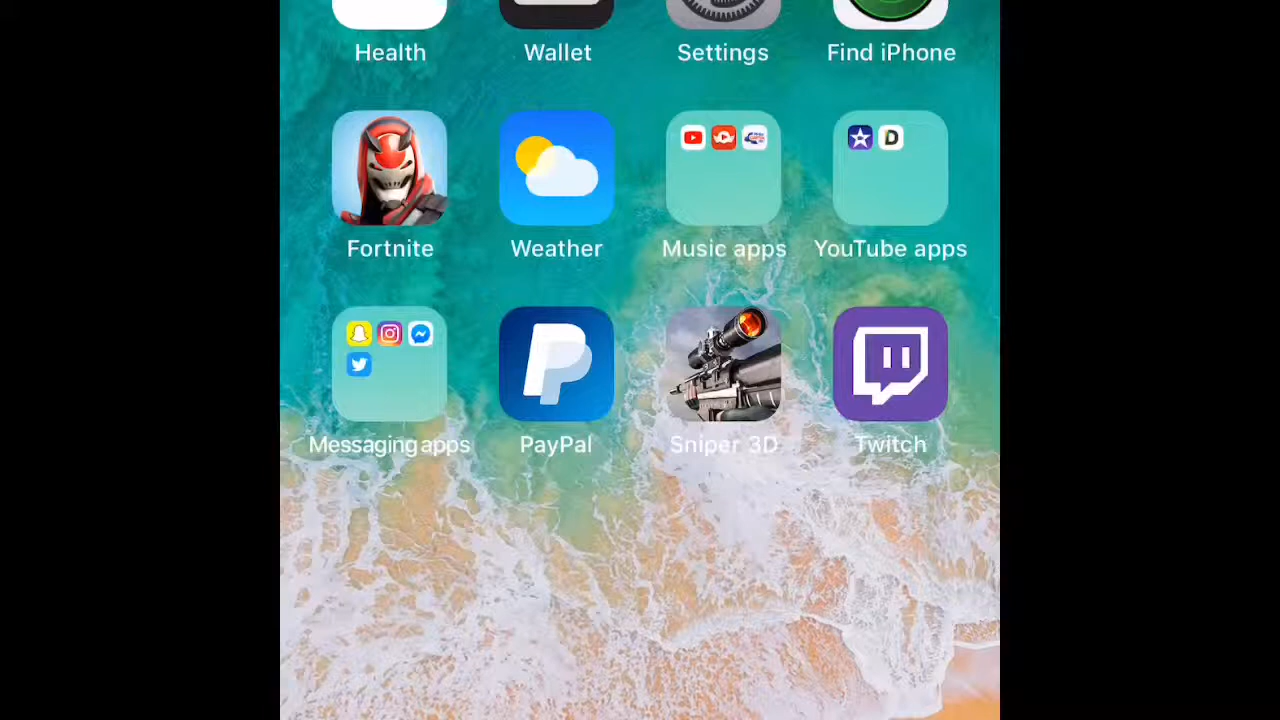 Health Wallet Settings Find iPhone
Fortnite Weather Music apps YouTube apps
Messaging apps PayPal Sniper 3D Twitch